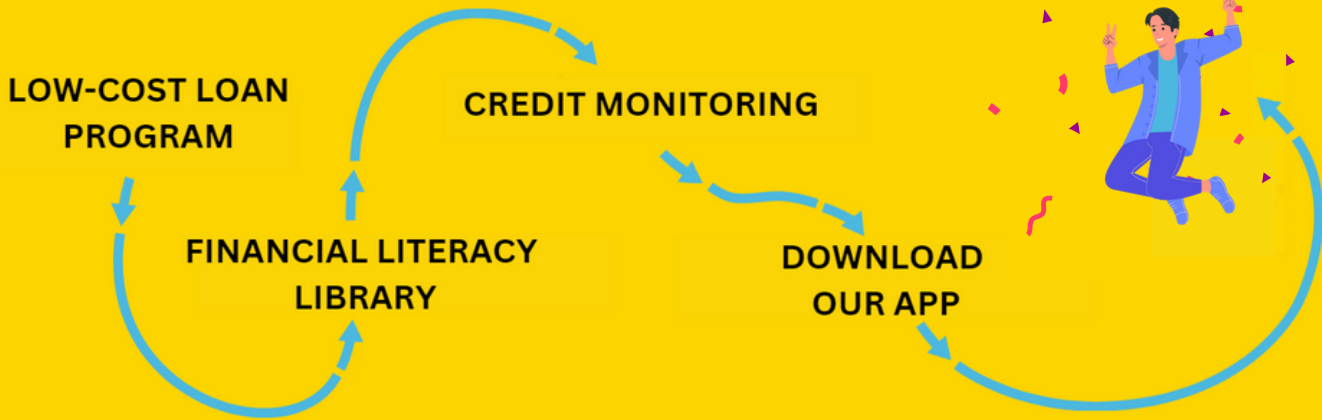 LOW-COST LOAN
PROGRAM
FINANCIAL LITERACY
LIBRARY
CREDIT MONITORING
DOWNLOAD
OUR APP